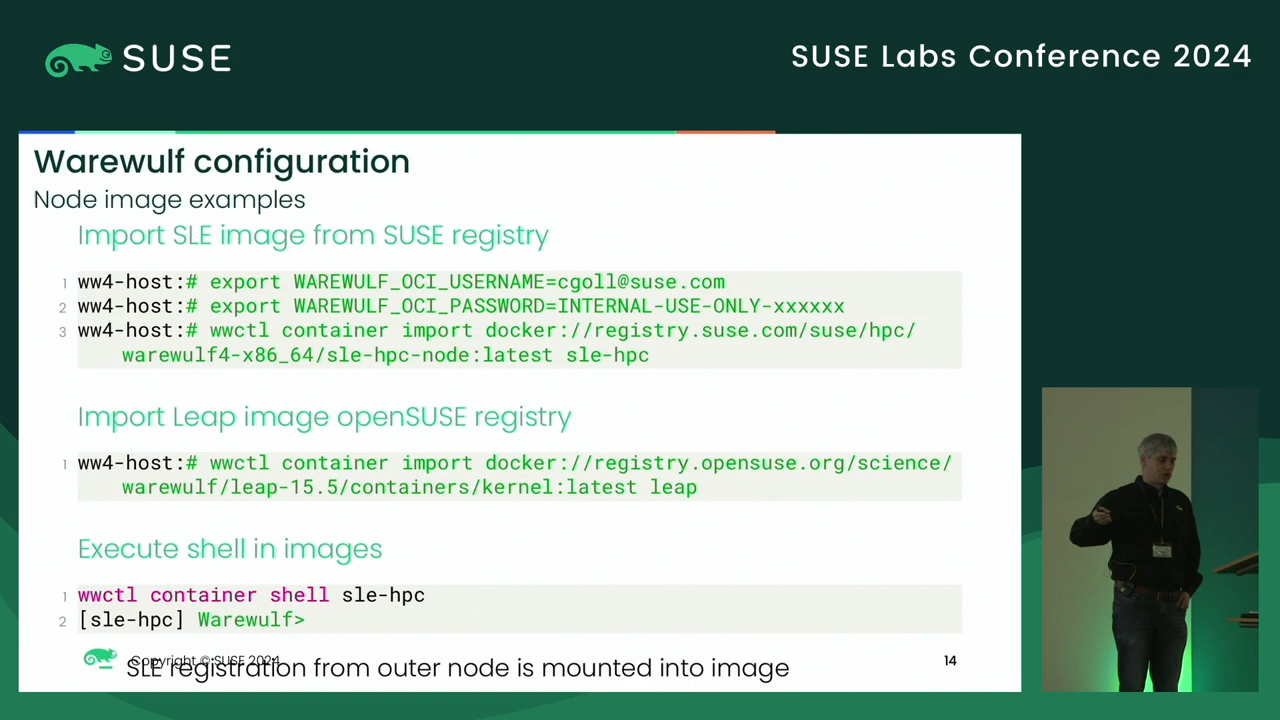 SUSE
SUSE Labs Conference 2024
Warewulf configuration
Node image examples
Import SLE image from SUSE registry
1 ww4-host:# export WAREWULF_OCI_USERNAME=cgoll@suse.com
2 ww4-host:# export WAREWULF_OCI_PASSWORD=INTERNAL-USE-ONLY-xxxxxx
3 ww4-host:# wwctl container import docker://registry.suse.com/suse/hpc/
warewulf4-x86_64/sle-hpc-node:latest sle-hpc
Import Leap image openSUSE registry
1 ww4-host:# wwctl container import docker://registry.opensuse.org/science/
warewulf/leap-15.5/containers/kernel:latest leap
Execute shell in images
1 wwctl container shell sle-hpc
2 [sle-hpc] Warewulf>
Copyright © SUSE 2024
SLE registration from outer node is mounted into image
14